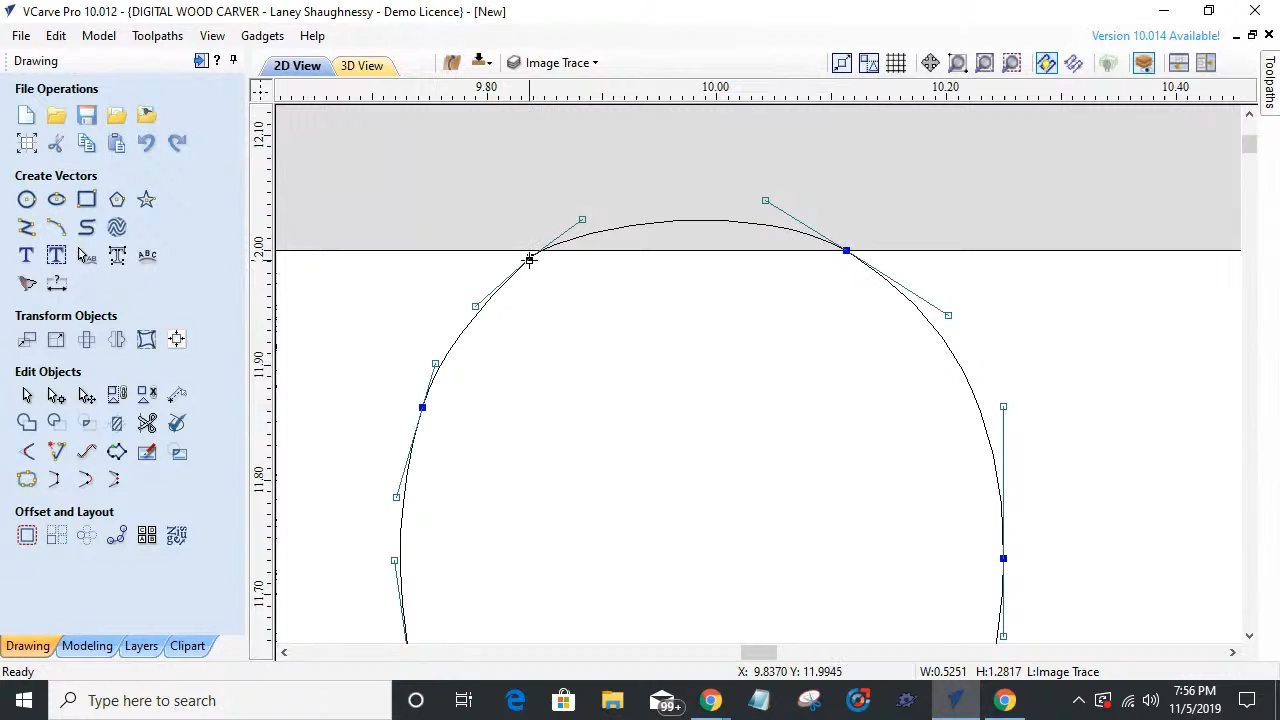 VCarve Pro 10.012 - {DIGITAL WOOD CARVER - Laney Shaughnessy - Demo Licence} - [New]
File Edit Model Toolpaths View Gadgets Help
Version 10.014 Available!
Drawing
2D View 3D View
Image Trace
Toolpaths
File Operations
9.80 10.00 10.20 10.40
12.10
2.00
11.90
11.80
11.70
Create Vectors
Transform Objects
Edit Objects
Offset and Layout
Drawing Modeling Layers Clipart
Ready
X: 9.8370 Y: 11.9945
W:0.5251 H:1.2817 L:Image Trace
Type here to search
99+
7:56 PM
11/5/2019